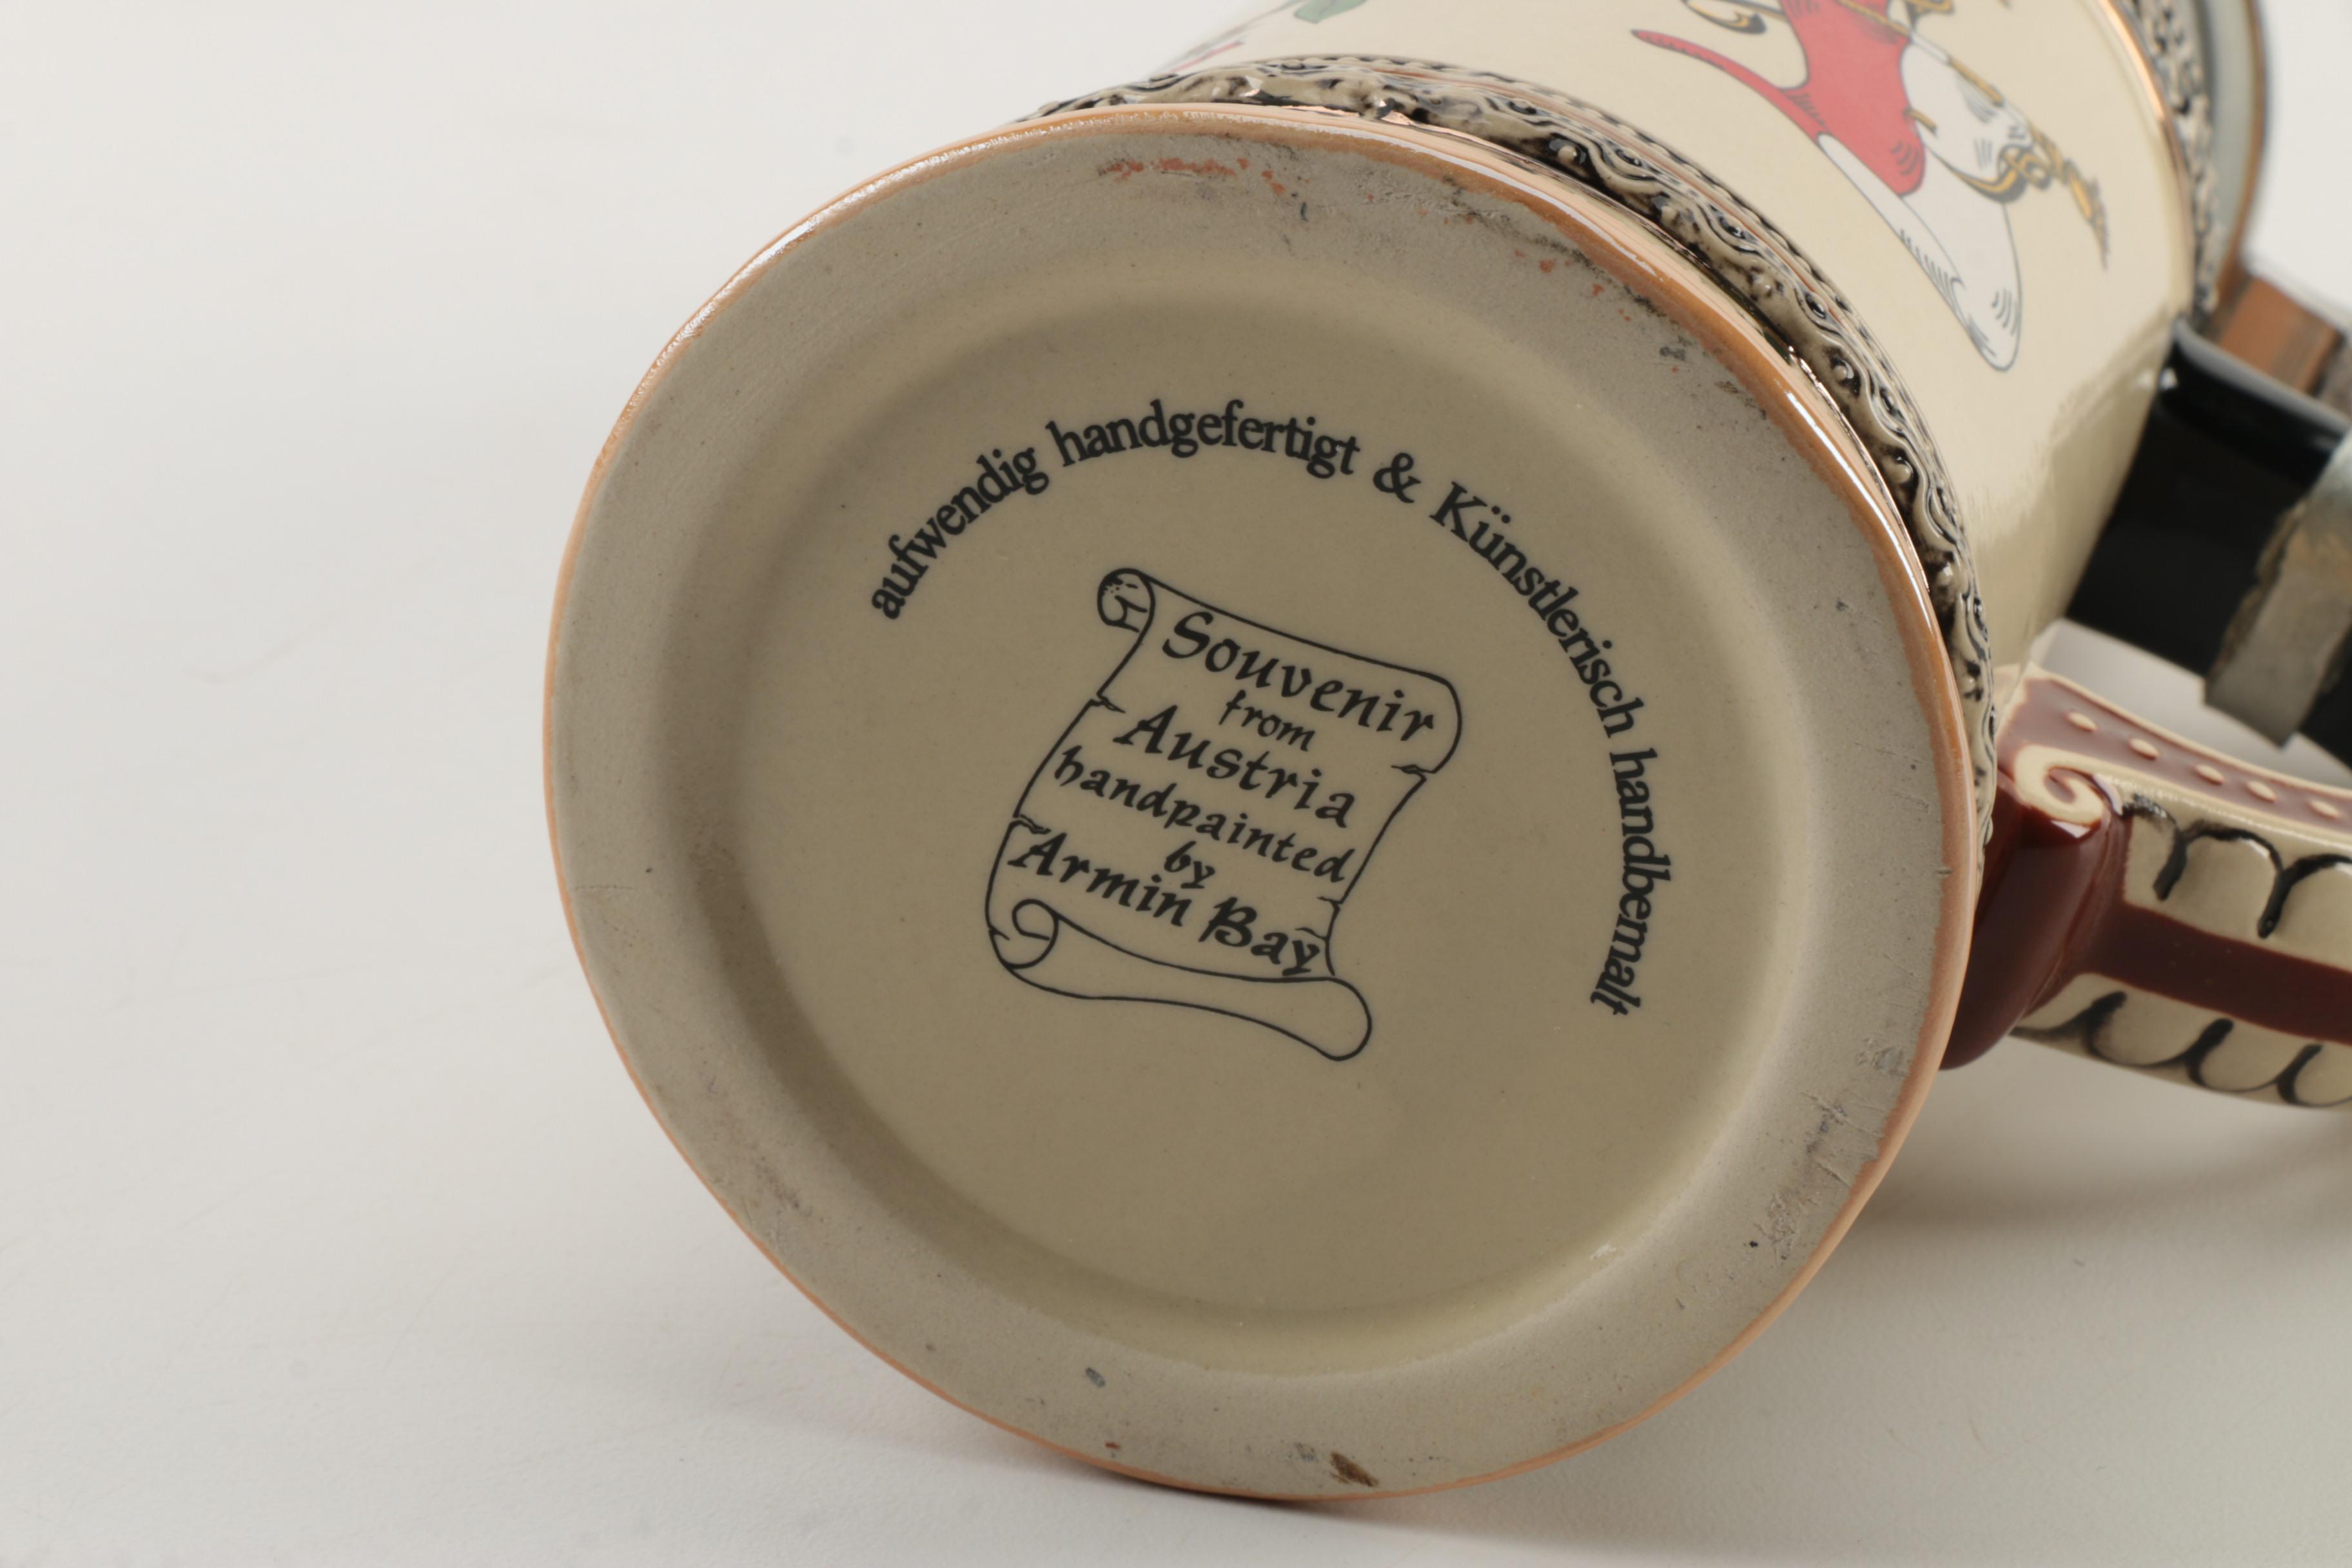 aufwendig handgefertigt & Künstlerisch handbemalt
Souvenir
from
Austria
handpainted
by
Armin Bay